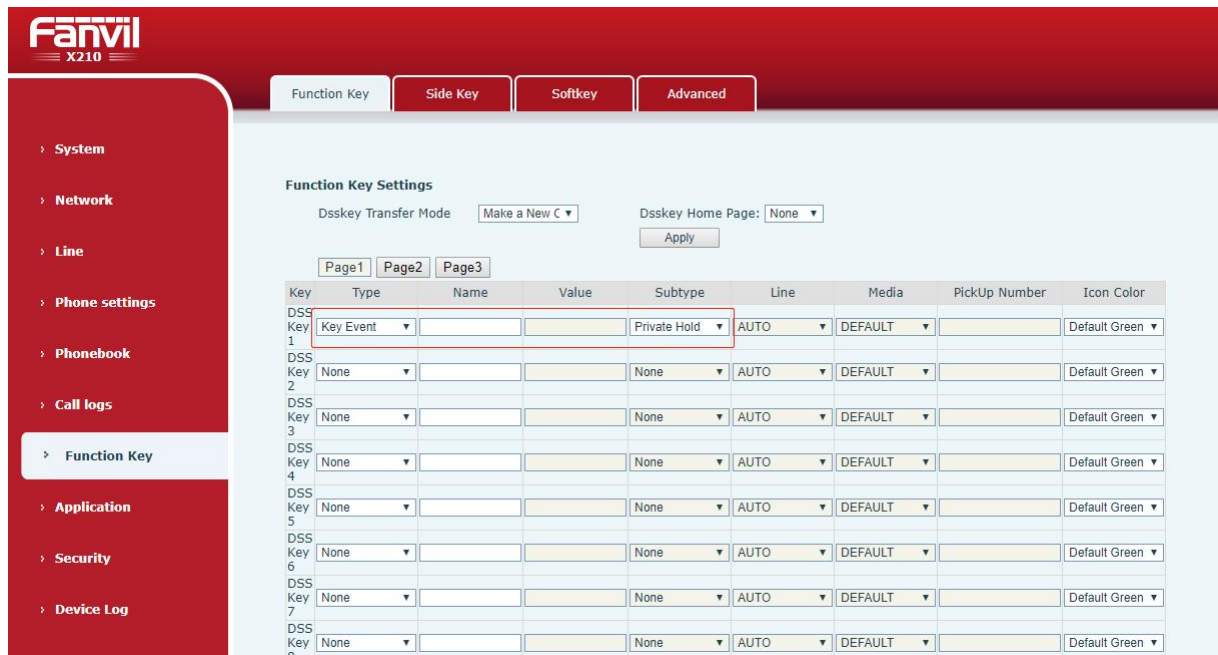 Fanvil
X210
Function Key Side Key Softkey Advanced
› System
› Network
› Line
› Phone settings
› Phonebook
› Call logs
› Function Key
› Application
› Security
› Device Log
Function Key Settings
Dsskey Transfer Mode Make a New C Dsskey Home Page: None
Apply
Page1 Page2 Page3
Key Type Name Value Subtype Line Media PickUp Number Icon Color
DSS Key 1 Key Event Private Hold AUTO DEFAULT Default Green
DSS Key 2 None None AUTO DEFAULT Default Green
DSS Key 3 None None AUTO DEFAULT Default Green
DSS Key 4 None None AUTO DEFAULT Default Green
DSS Key 5 None None AUTO DEFAULT Default Green
DSS Key 6 None None AUTO DEFAULT Default Green
DSS Key 7 None None AUTO DEFAULT Default Green
DSS Key None None AUTO DEFAULT Default Green